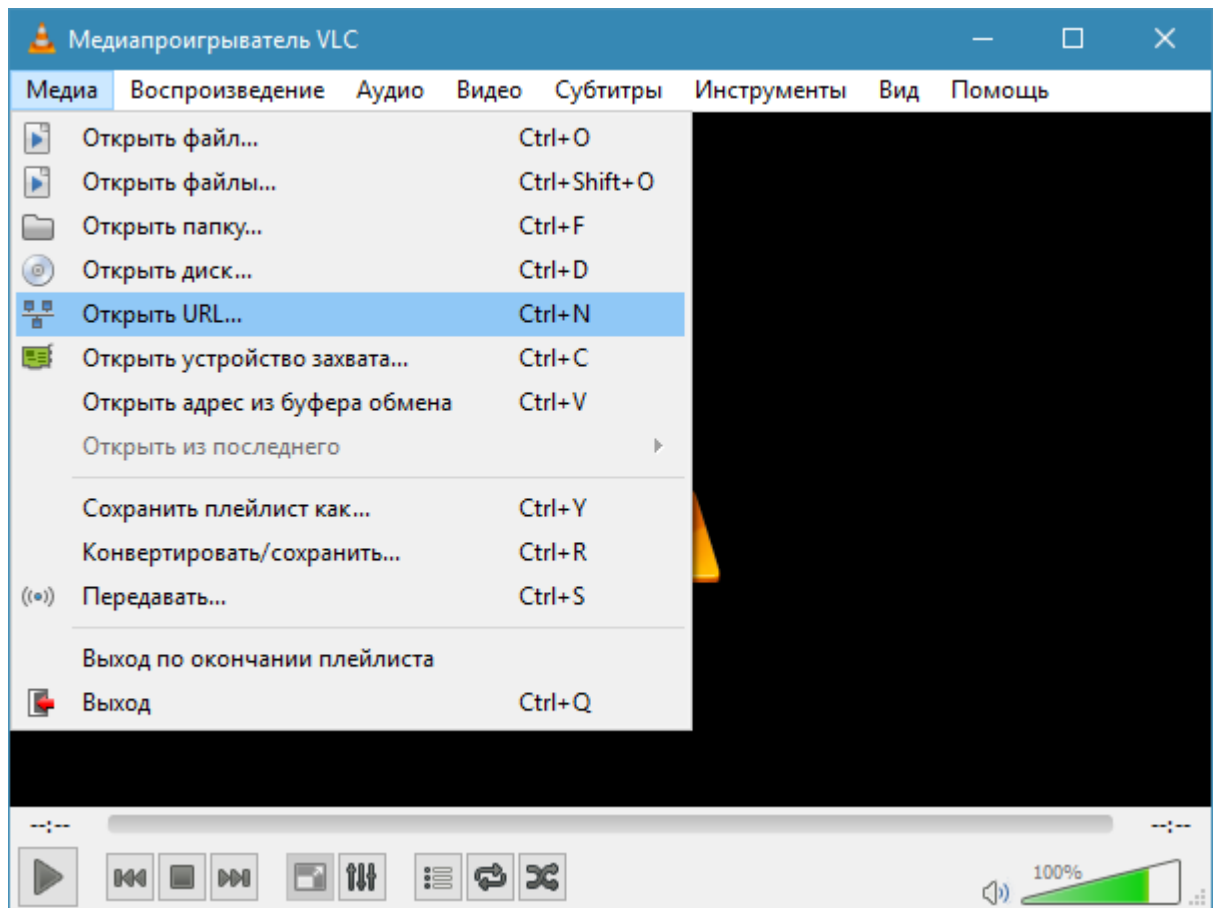 Медиапроигрыватель VLC
Медиа Воспроизведение Аудио Видео Субтитры Инструменты Вид Помощь
Открыть файл... Ctrl+O
Открыть файлы... Ctrl+Shift+O
Открыть папку... Ctrl+F
Открыть диск... Ctrl+D
Открыть URL... Ctrl+N
Открыть устройство захвата... Ctrl+C
Открыть адрес из буфера обмена Ctrl+V
Открыть из последнего
Сохранить плейлист как... Ctrl+Y
Конвертировать/сохранить... Ctrl+R
Передавать... Ctrl+S
Выход по окончании плейлиста
Выход Ctrl+Q
--:-- --:--
100%